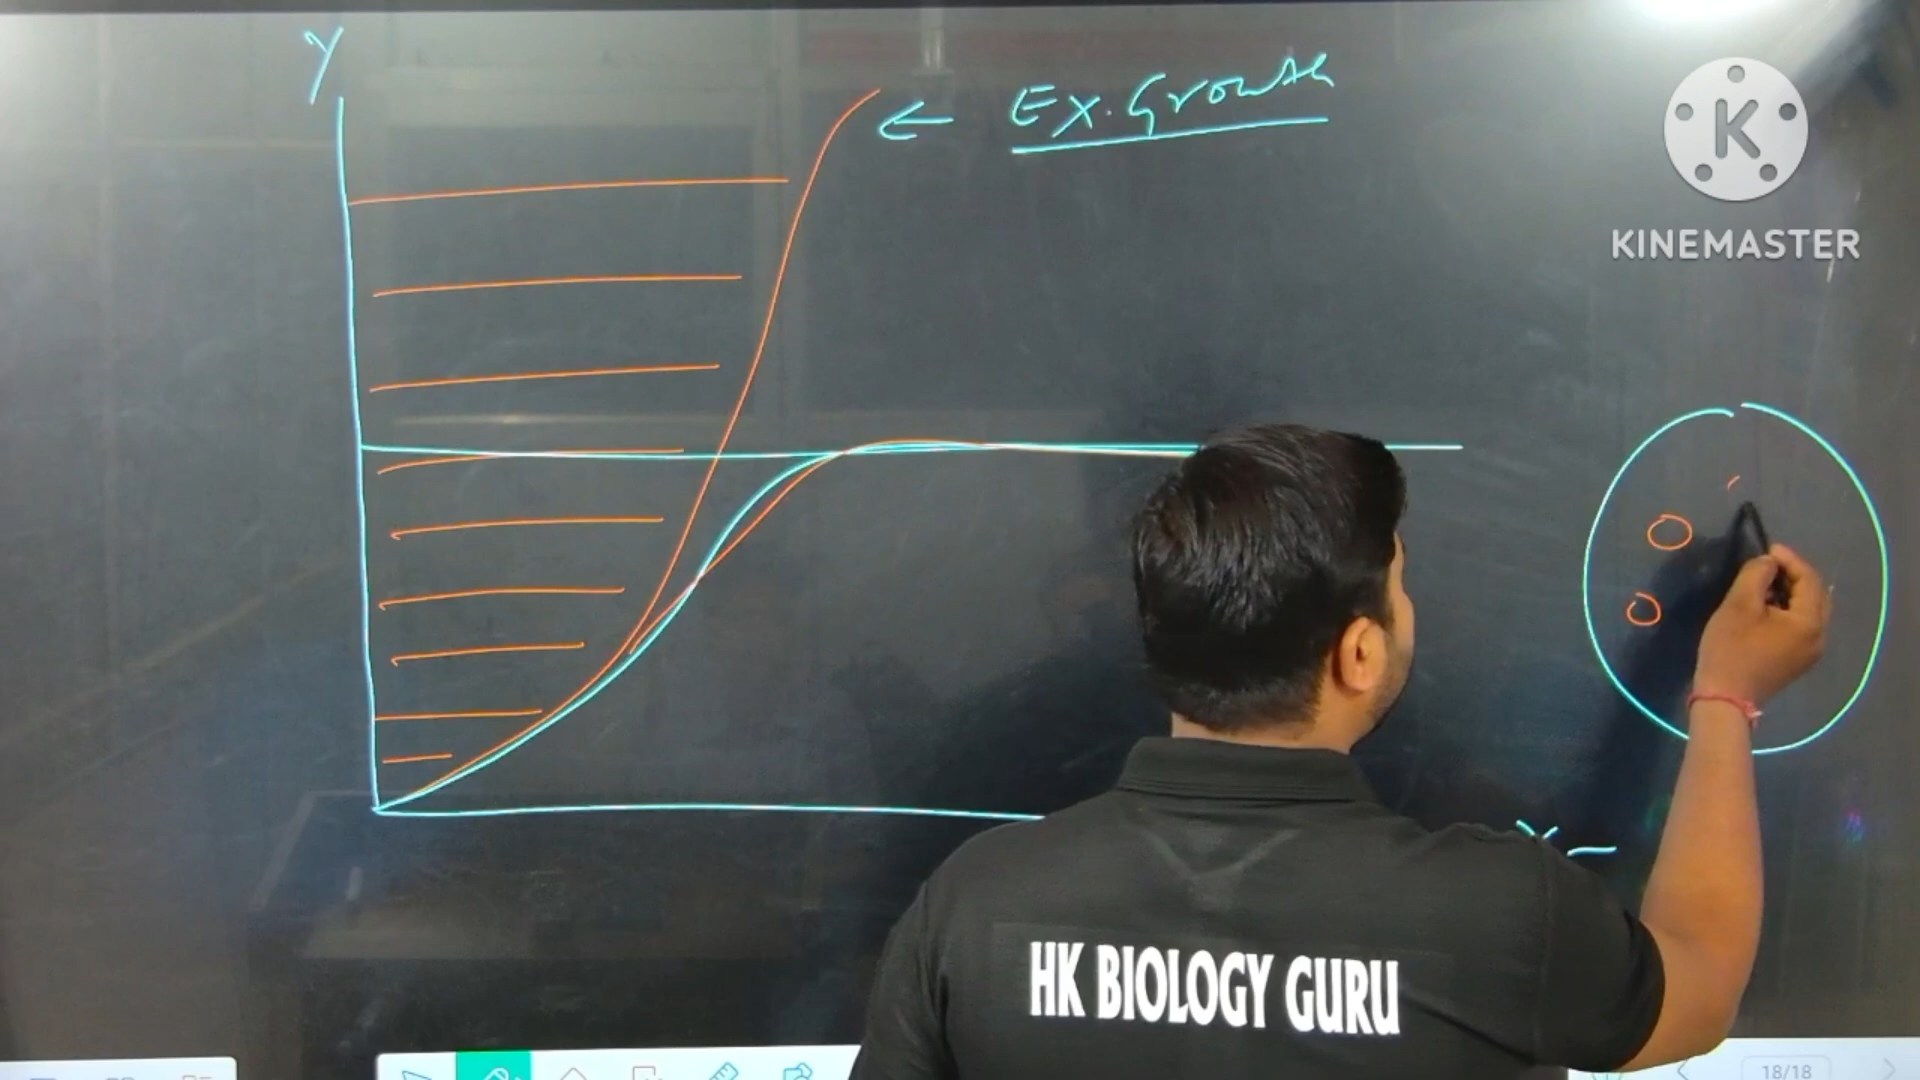 Y
← Ex. Growth
K
KINEMASTER
X
HK BIOLOGY GURU
18/18